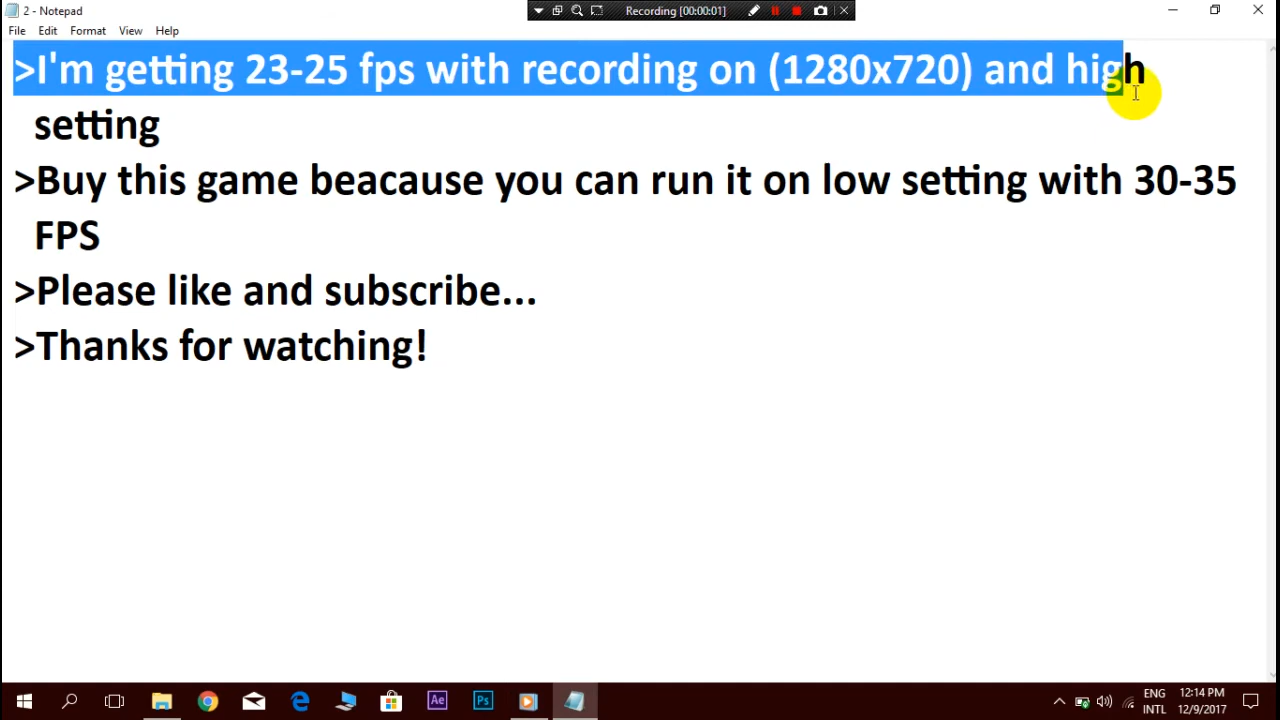 2 - Notepad
Recording [00:00:01]
File Edit Format View Help
>I'm getting 23-25 fps with recording on (1280x720) and high
setting
>Buy this game beacause you can run it on low setting with 30-35
FPS
>Please like and subscribe...
>Thanks for watching!
Ae Ps
ENG 12:14 PM
INTL 12/9/2017